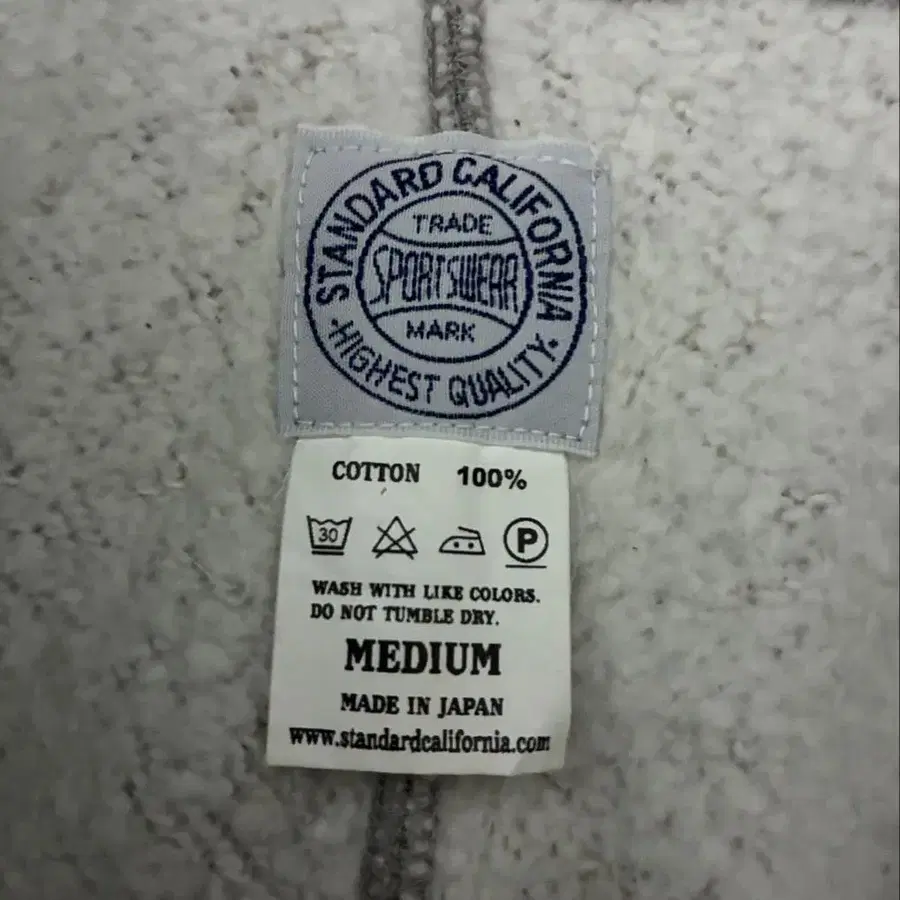 STANDARD CALIFORNIA
TRADE
SPORTSWEAR
MARK
·HIGHEST QUALITY·
COTTON 100%
30 P
WASH WITH LIKE COLORS.
DO NOT TUMBLE DRY.
MEDIUM
MADE IN JAPAN
www.standardcalifornia.com